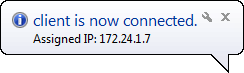 client is now connected.
Assigned IP: 172.24.1.7